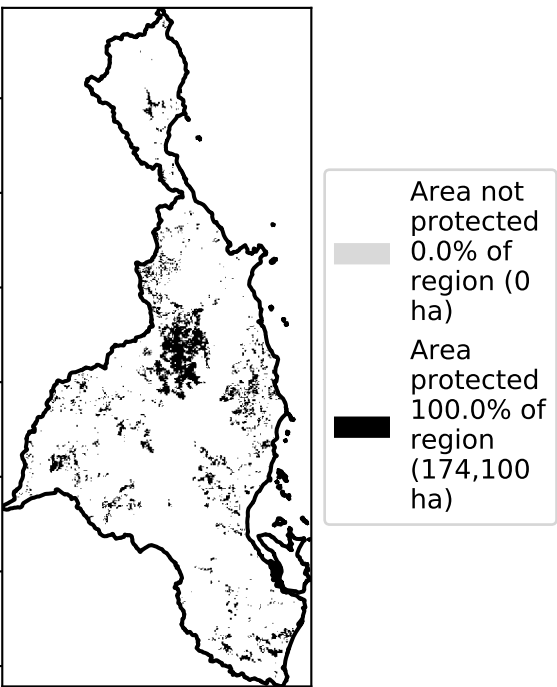 Area not
protected
0.0% of
region (0
ha)
Area
protected
100.0% of
region
(174,100
ha)